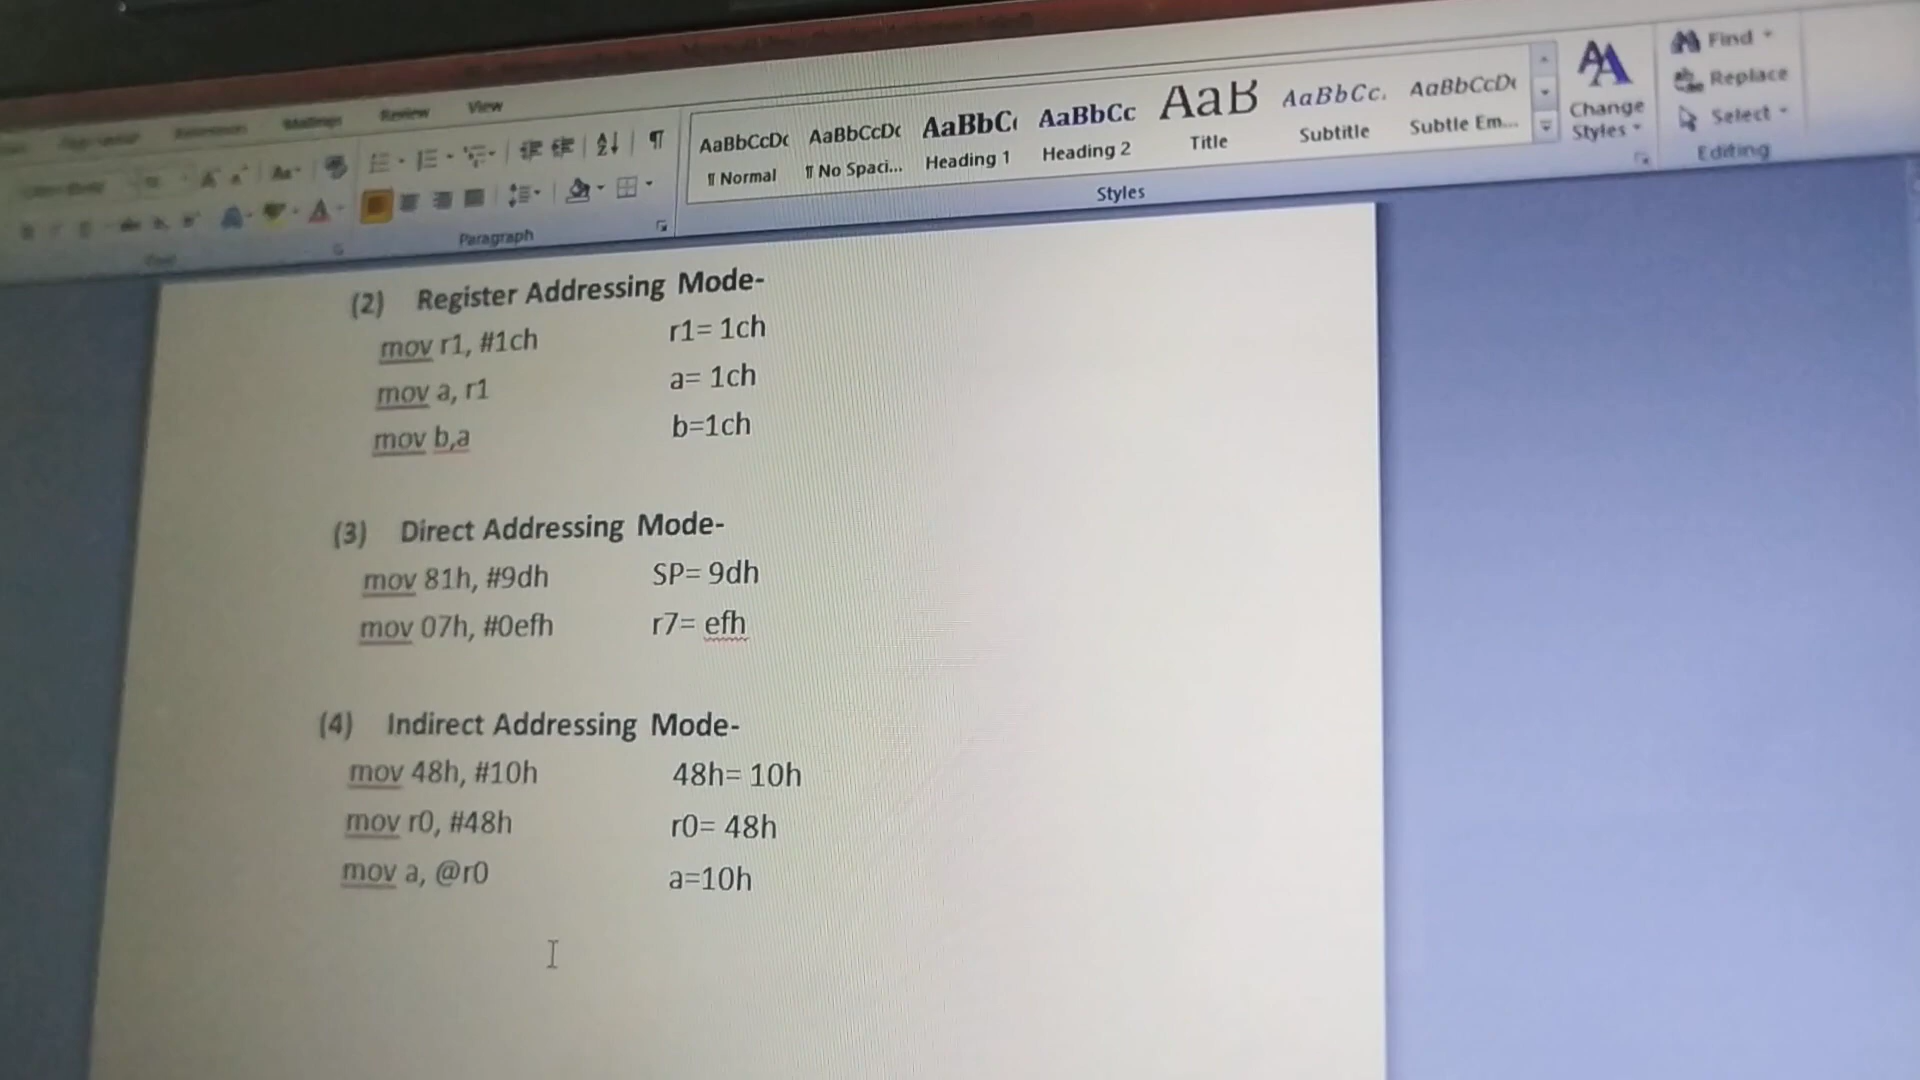 Review View
Find
Replace
Select
Editing
AaBbCcDc AaBbCcDc AaBbC AaBbCc AaB AaBbCc. AaBbCcDc
¶ Normal ¶ No Spaci... Heading 1 Heading 2 Title Subtitle Subtle Em...
Change
Styles
Paragraph
Styles
(2) Register Addressing Mode-
mov r1, #1ch r1= 1ch
mov a, r1 a= 1ch
mov b,a b=1ch
(3) Direct Addressing Mode-
mov 81h, #9dh SP= 9dh
mov 07h, #0efh r7= efh
(4) Indirect Addressing Mode-
mov 48h, #10h 48h= 10h
mov r0, #48h r0= 48h
mov a, @r0 a=10h